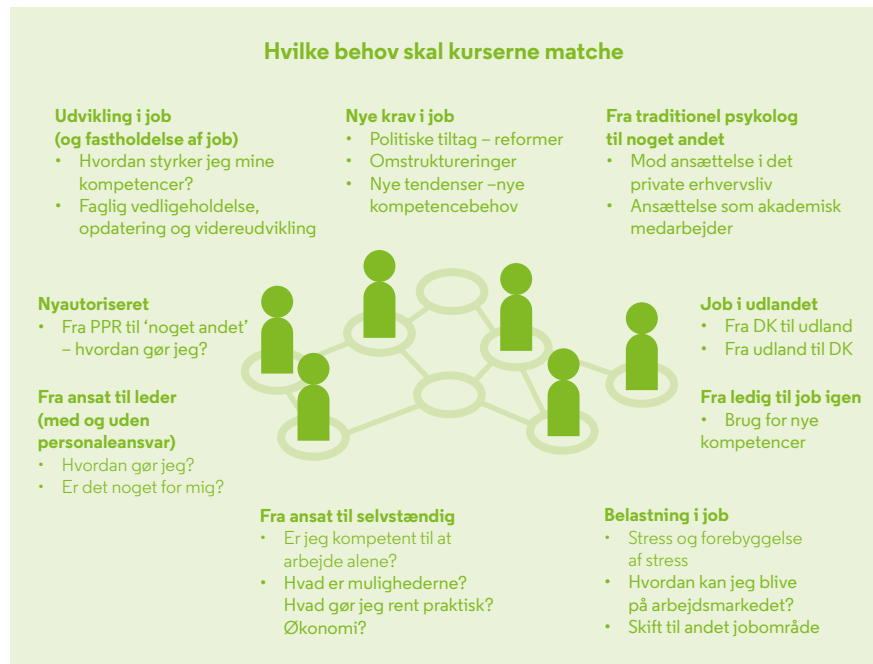 Hvilke behov skal kurserne matche
Udvikling i job
(og fastholdelse af job)
• Hvordan styrker jeg mine
kompetencer?
• Faglig vedligeholdelse,
opdatering og videreudvikling
Nye krav i job
• Politiske tiltag – reformer
• Omstruktureringer
• Nye tendenser –nye
kompetencebehov
Fra traditionel psykolog
til noget andet
• Mod ansættelse i det
private erhvervsliv
• Ansættelse som akademisk
medarbejder
Nyautoriseret
• Fra PPR til ‘noget andet’
– hvordan gør jeg?
Job i udlandet
• Fra DK til udland
• Fra udland til DK
Fra ansat til leder
(med og uden
personaleansvar)
• Hvordan gør jeg?
• Er det noget for mig?
Fra ledig til job igen
• Brug for nye
kompetencer
Fra ansat til selvstændig
• Er jeg kompetent til at
arbejde alene?
• Hvad er mulighederne?
Hvad gør jeg rent praktisk?
Økonomi?
Belastning i job
• Stress og forebyggelse
af stress
• Hvordan kan jeg blive
på arbejdsmarkedet?
• Skift til andet jobområde